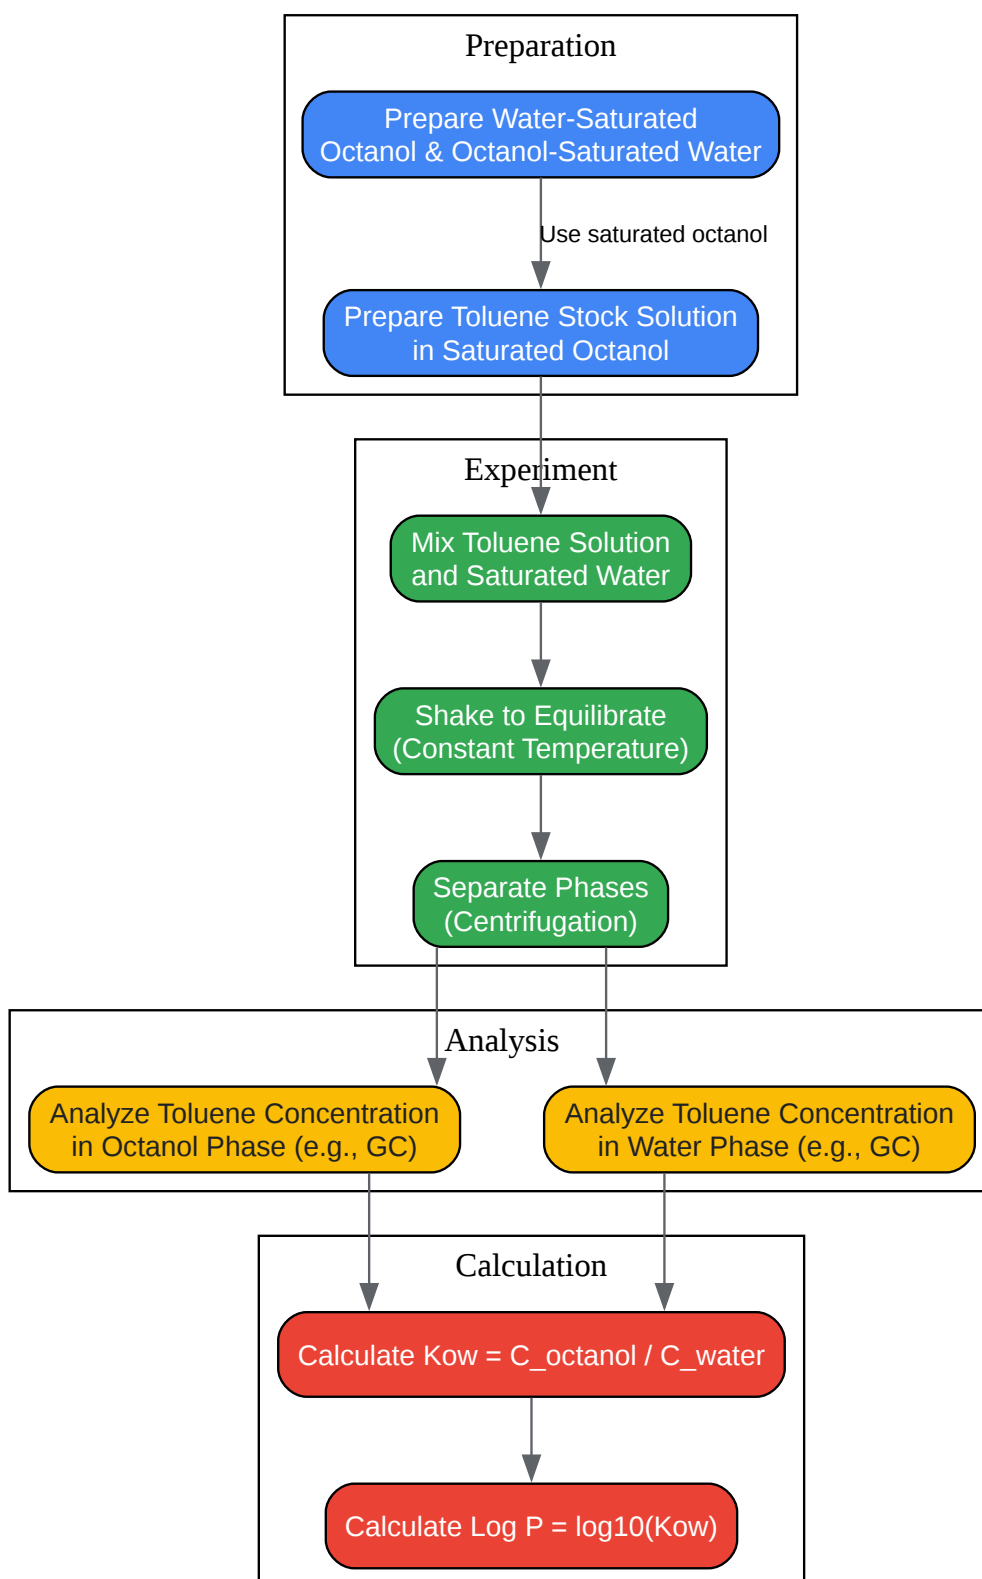 Preparation
Prepare Water-Saturated
Octanol & Octanol-Saturated Water
Use saturated octanol
Prepare Toluene Stock Solution
in Saturated Octanol
Experiment
Mix Toluene Solution
and Saturated Water
Shake to Equilibrate
(Constant Temperature)
Separate Phases
(Centrifugation)
Analysis
Analyze Toluene Concentration
in Octanol Phase (e.g., GC)
Analyze Toluene Concentration
in Water Phase (e.g., GC)
Calculation
Calculate Kow = C_octanol / C_water
Calculate Log P = log10(Kow)